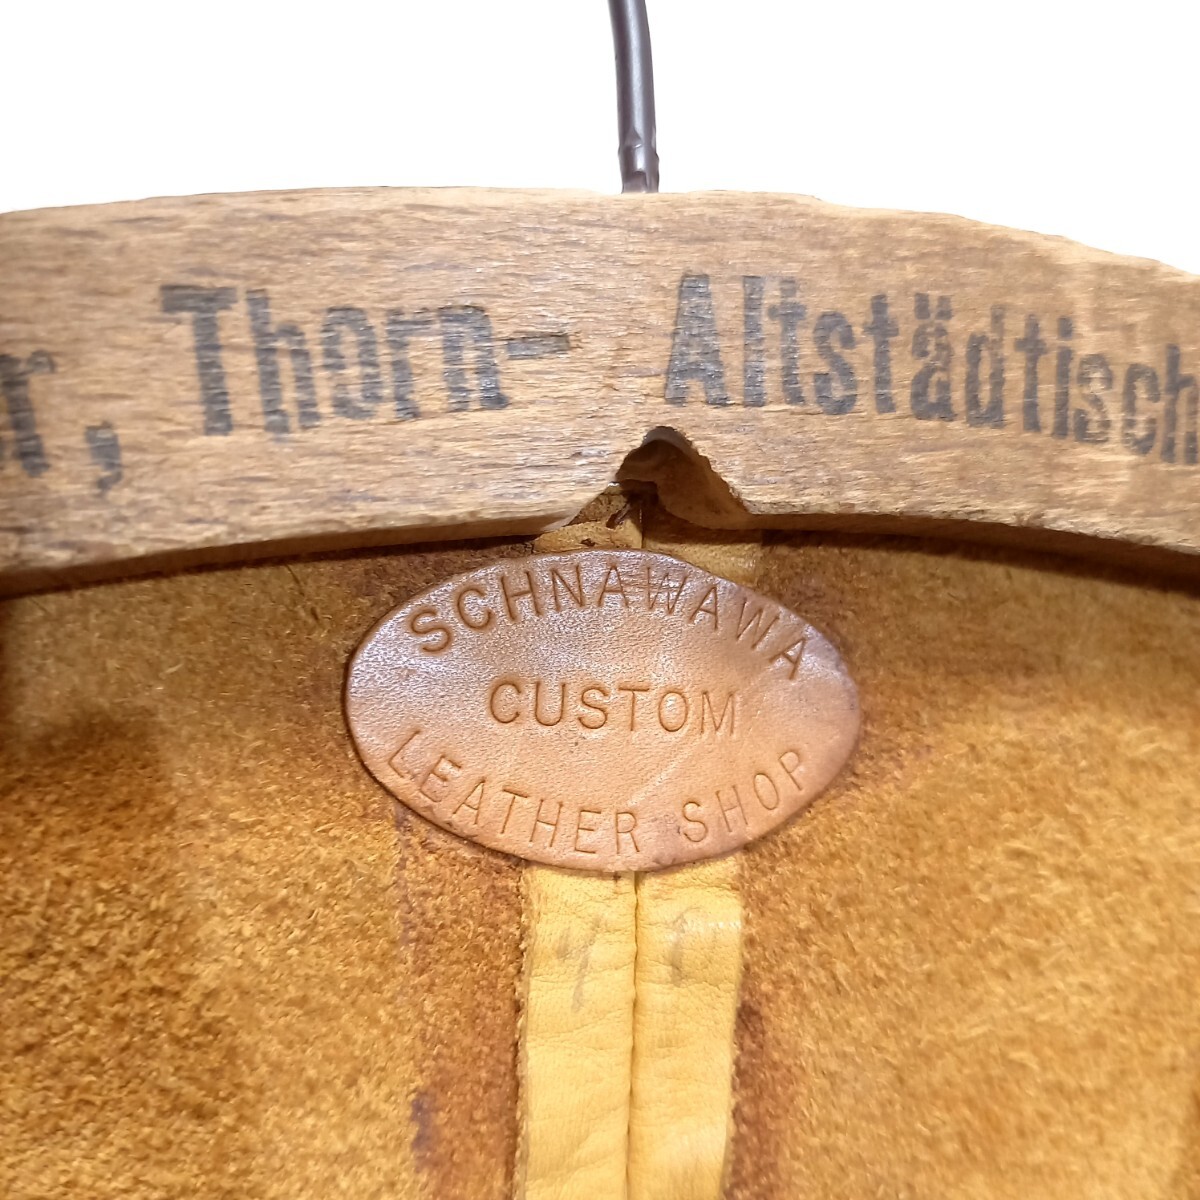 , Thorn- Altstädtisch
SCHNAWAWA
CUSTOM
LEATHER SHOP